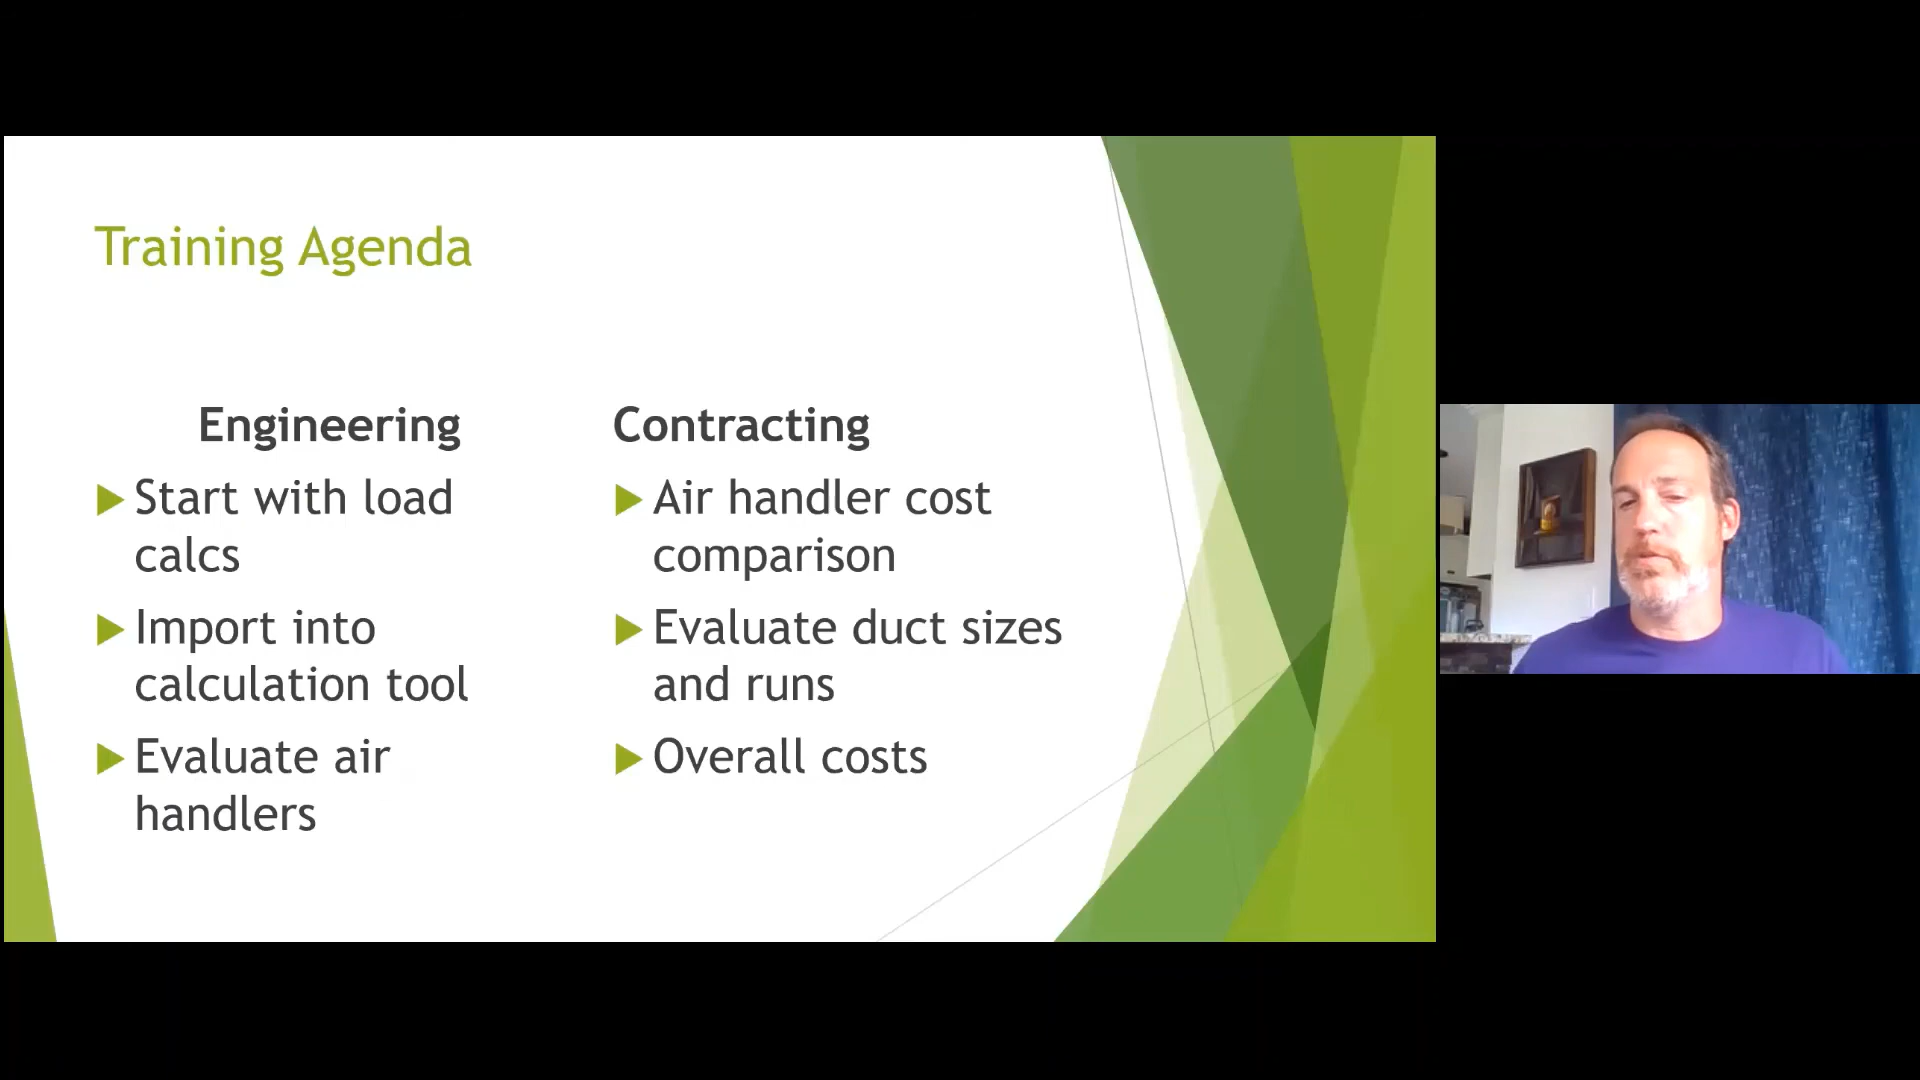 Training Agenda
Engineering
Start with load
calcs
Import into
calculation tool
Evaluate air
handlers
Contracting
Air handler cost
comparison
Evaluate duct sizes
and runs
Overall costs